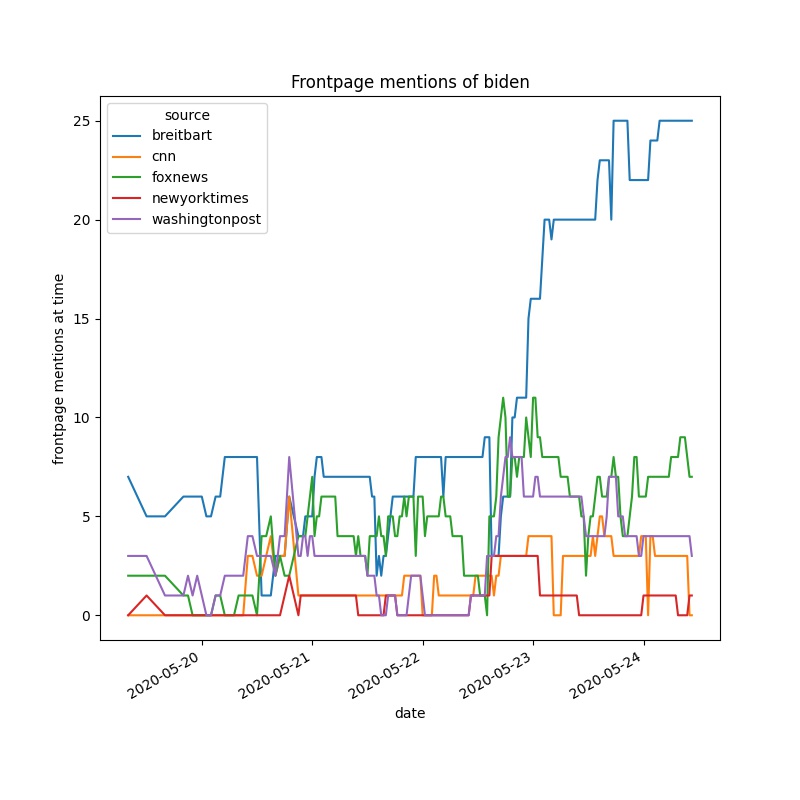 Frontpage mentions of biden
source
breitbart
cnn
foxnews
newyorktimes
washingtonpost
frontpage mentions at time
25
20
15
10
5
0
2020-05-20
2020-05-21
2020-05-22
2020-05-23
2020-05-24
date